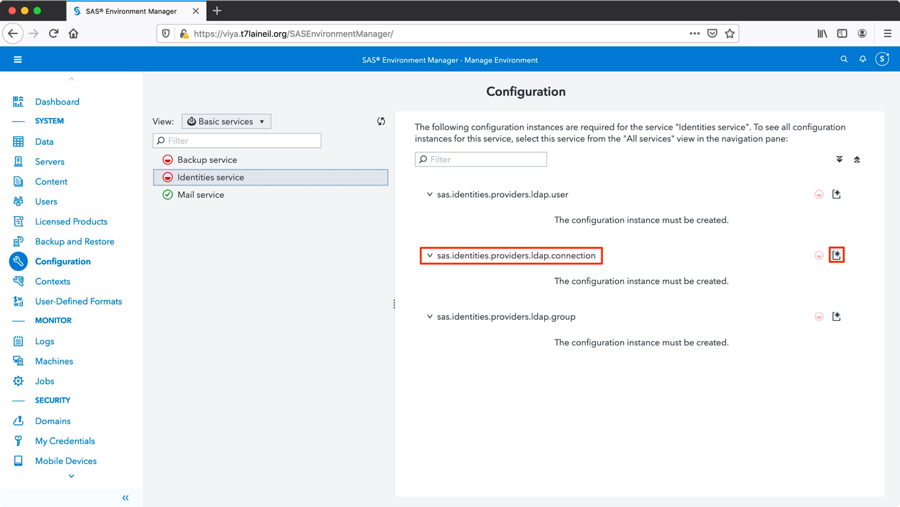 SAS® Environment Manager
https://viya.t7laineil.org/SASEnvironmentManager/
SAS® Environment Manager - Manage Environment
S
Dashboard
SYSTEM
Data
Servers
Content
Users
Licensed Products
Backup and Restore
Configuration
Contexts
User-Defined Formats
MONITOR
Logs
Machines
Jobs
SECURITY
Domains
My Credentials
Mobile Devices
View: Basic services
Filter
Backup service
Identities service
Mail service
Configuration
The following configuration instances are required for the service "Identities service". To see all configuration
instances for this service, select this service from the "All services" view in the navigation pane:
Filter
sas.identities.providers.ldap.user
The configuration instance must be created.
sas.identities.providers.ldap.connection
The configuration instance must be created.
sas.identities.providers.ldap.group
The configuration instance must be created.